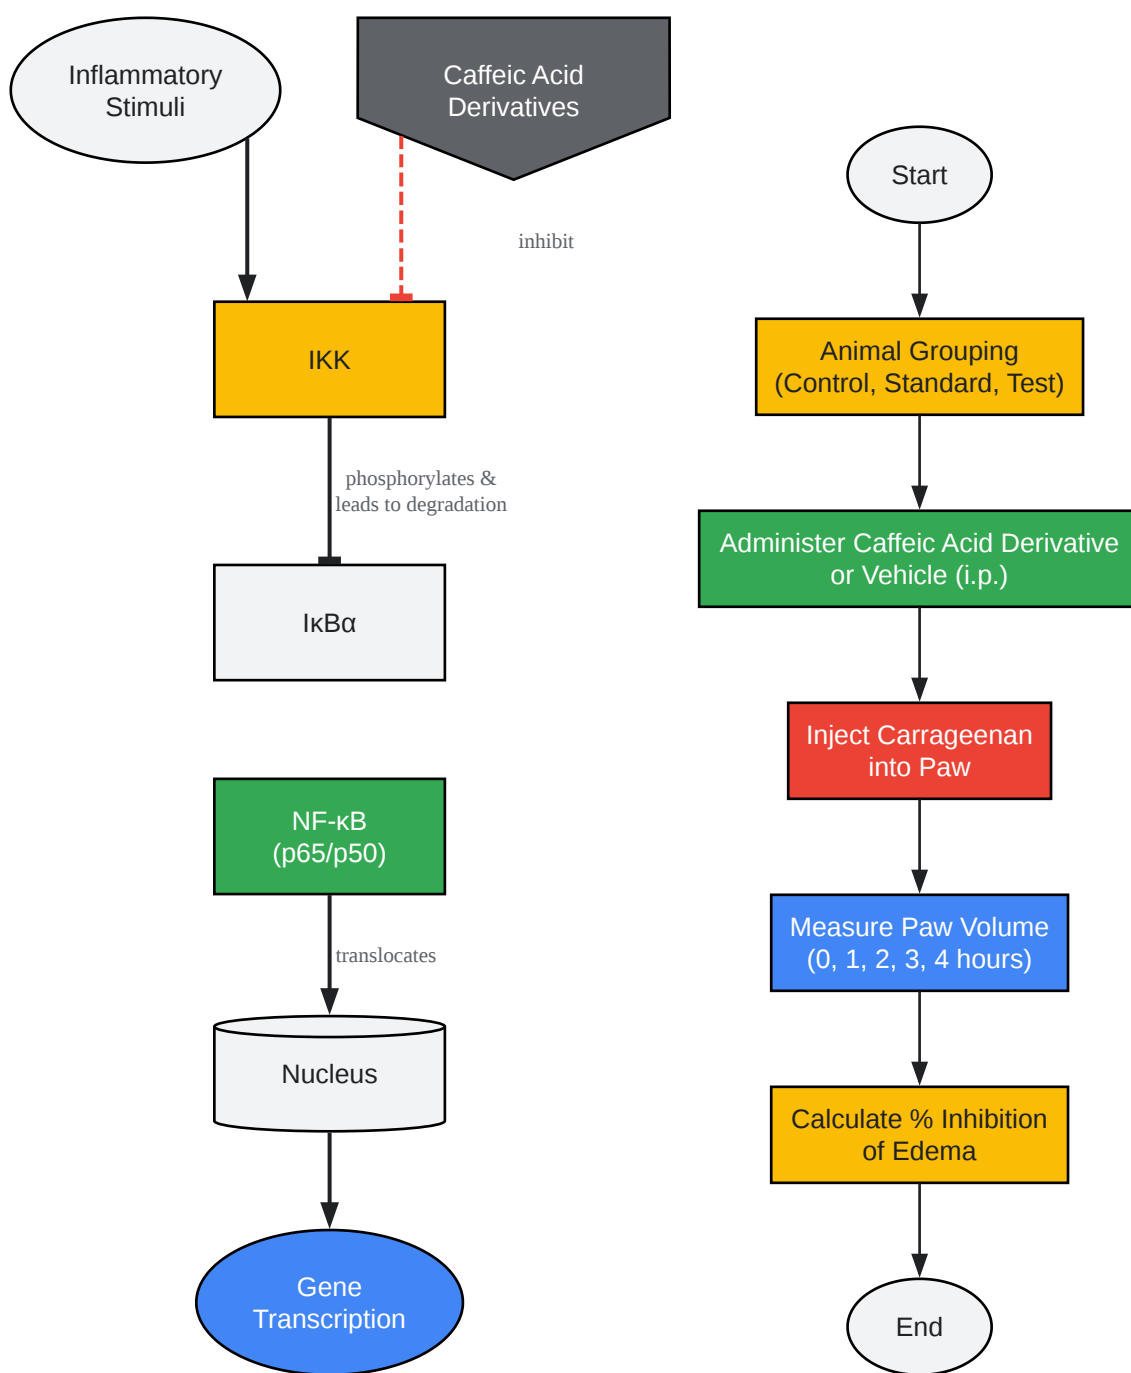 Inflammatory
Stimuli
Caffeic Acid
Derivatives
inhibit
IKK
phosphorylates &
leads to degradation
IκBα
NF-κB
(p65/p50)
translocates
Nucleus
Gene
Transcription
Start
Animal Grouping
(Control, Standard, Test)
Administer Caffeic Acid Derivative
or Vehicle (i.p.)
Inject Carrageenan
into Paw
Measure Paw Volume
(0, 1, 2, 3, 4 hours)
Calculate % Inhibition
of Edema
End